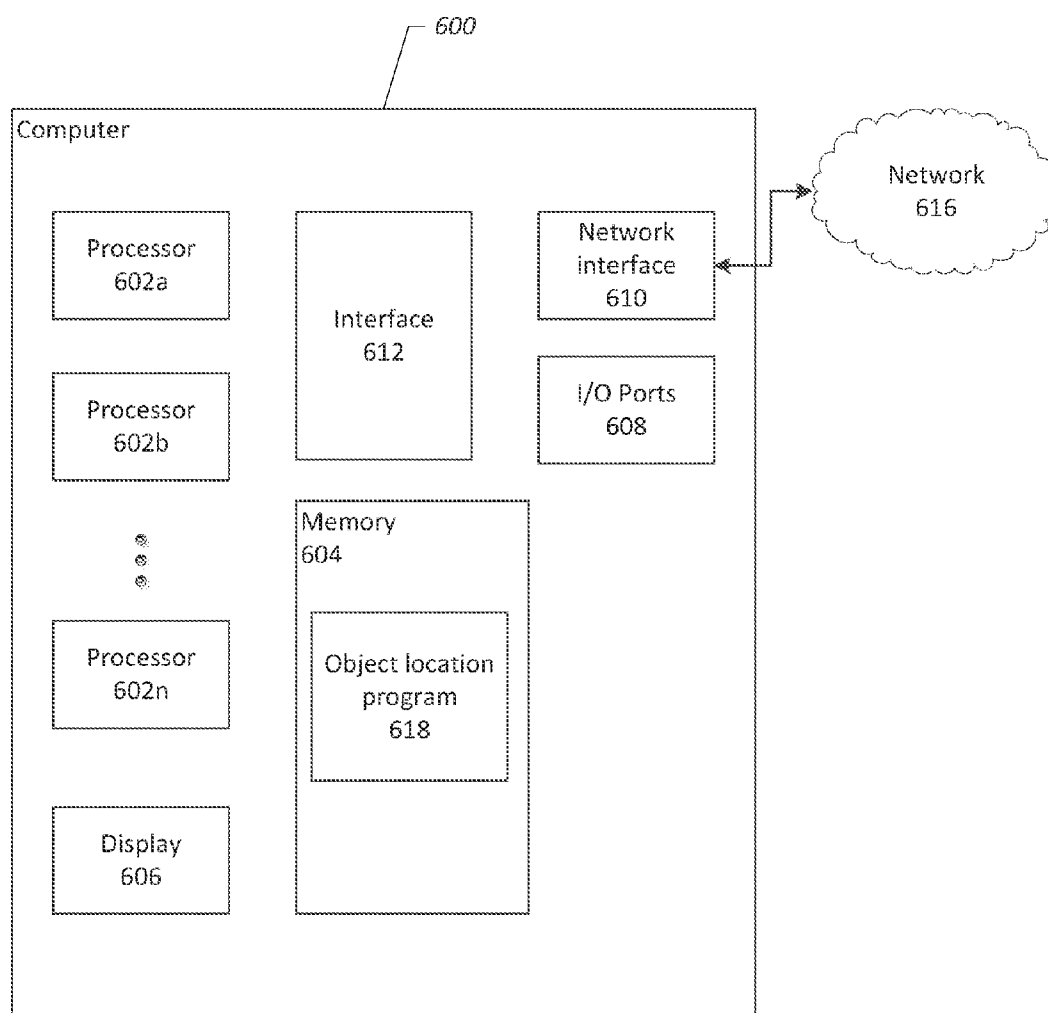 600
Computer
Network
616
Processor
602a
Interface
612
Network
interface
610
Processor
602b
I/O Ports
608
Memory
604
Processor
602n
Object location
program
618
Display
606